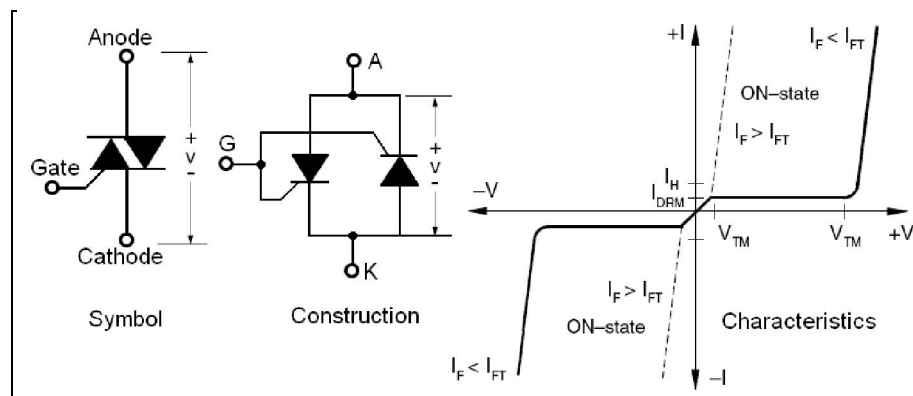 Anode
+
v
-
Gate
Cathode
Symbol
A
G
+
v
-
K
Construction
+I
I_F < I_FT
ON–state
I_F > I_FT
I_H
I_DRM
–V
V_TM
V_TM
+V
I_F > I_FT
ON–state
Characteristics
I_F < I_FT
–I